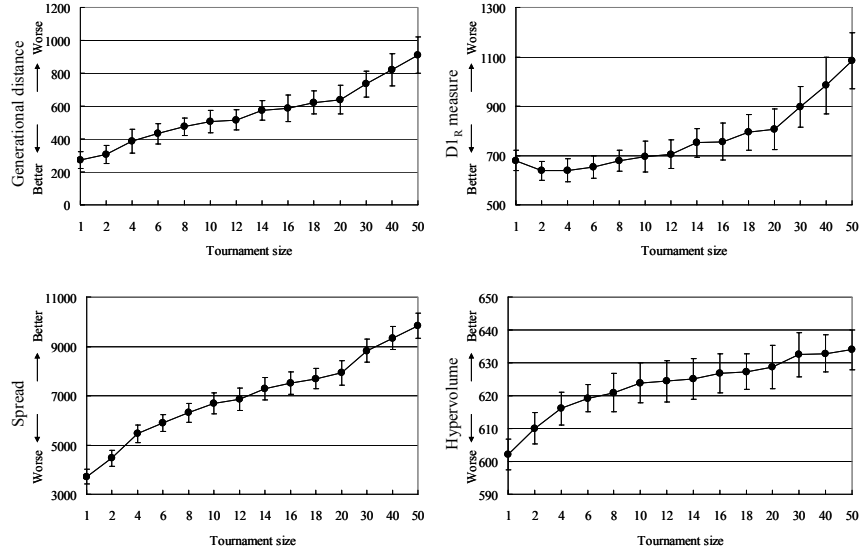 Generational distance
Better
Worse
1200
1000
800
600
400
200
0
1 2 4 6 8 10 12 14 16 18 20 30 40 50
Tournament size
D1R measure
Better
Worse
1300
1100
900
700
500
1 2 4 6 8 10 12 14 16 18 20 30 40 50
Tournament size
Spread
Worse
Better
11000
9000
7000
5000
3000
1 2 4 6 8 10 12 14 16 18 20 30 40 50
Tournament size
Hypervolume
Worse
Better
650
640
630
620
610
600
590
1 2 4 6 8 10 12 14 16 18 20 30 40 50
Tournament size